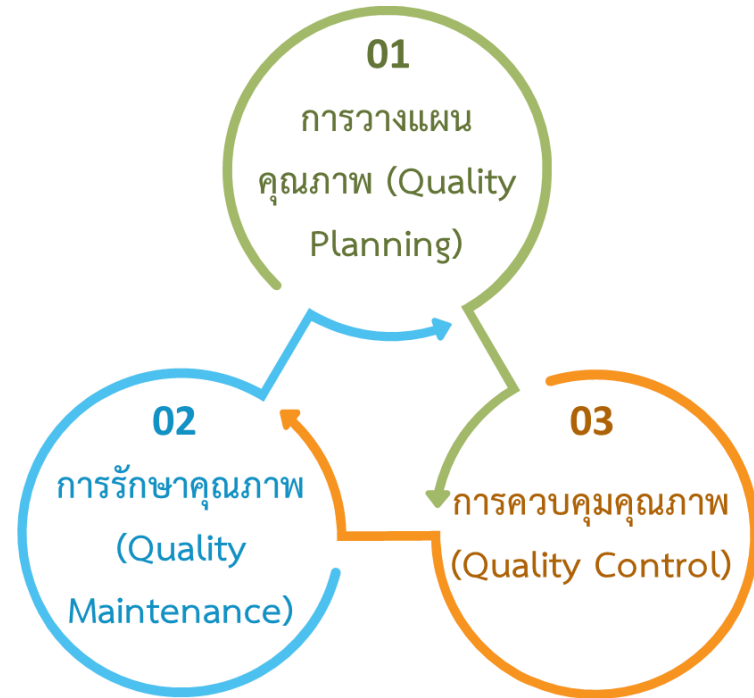 01
การวางแผน
คุณภาพ (Quality
Planning)
02
การรักษาคุณภาพ
(Quality
Maintenance)
03
การควบคุมคุณภาพ
(Quality Control)